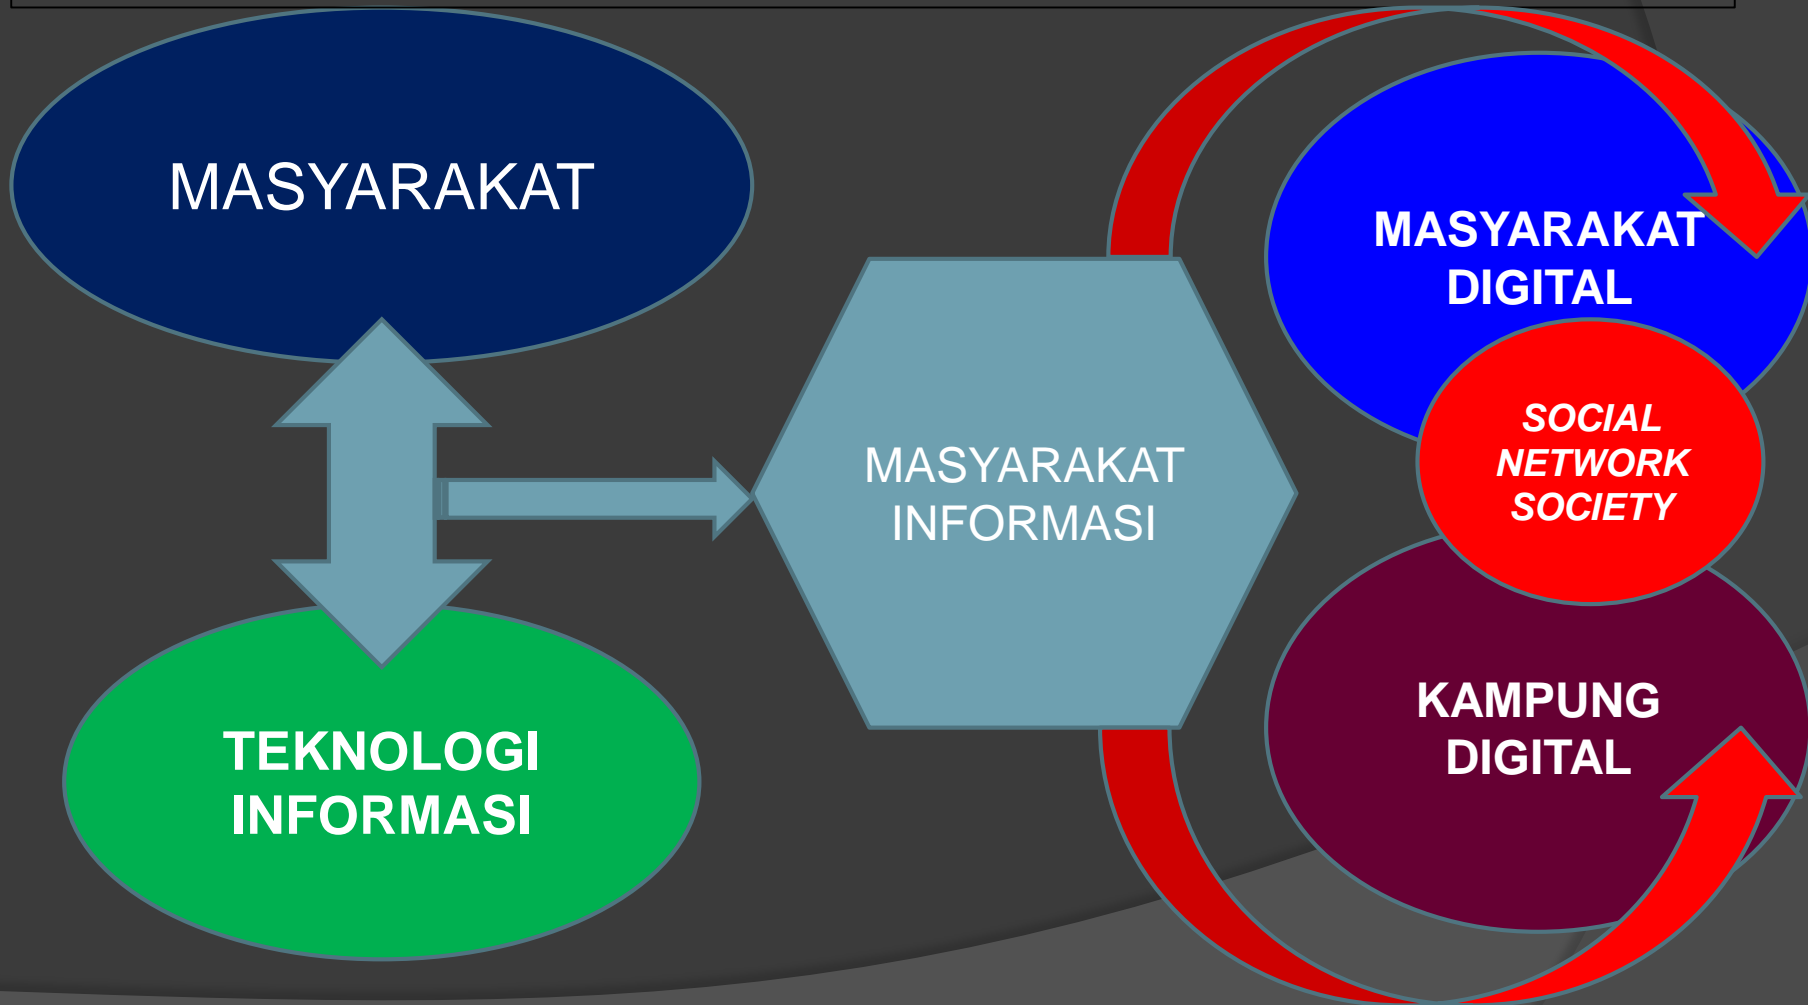 MASYARAKAT
TEKNOLOGI
INFORMASI
MASYARAKAT
INFORMASI
MASYARAKAT
DIGITAL
SOCIAL
NETWORK
SOCIETY
KAMPUNG
DIGITAL